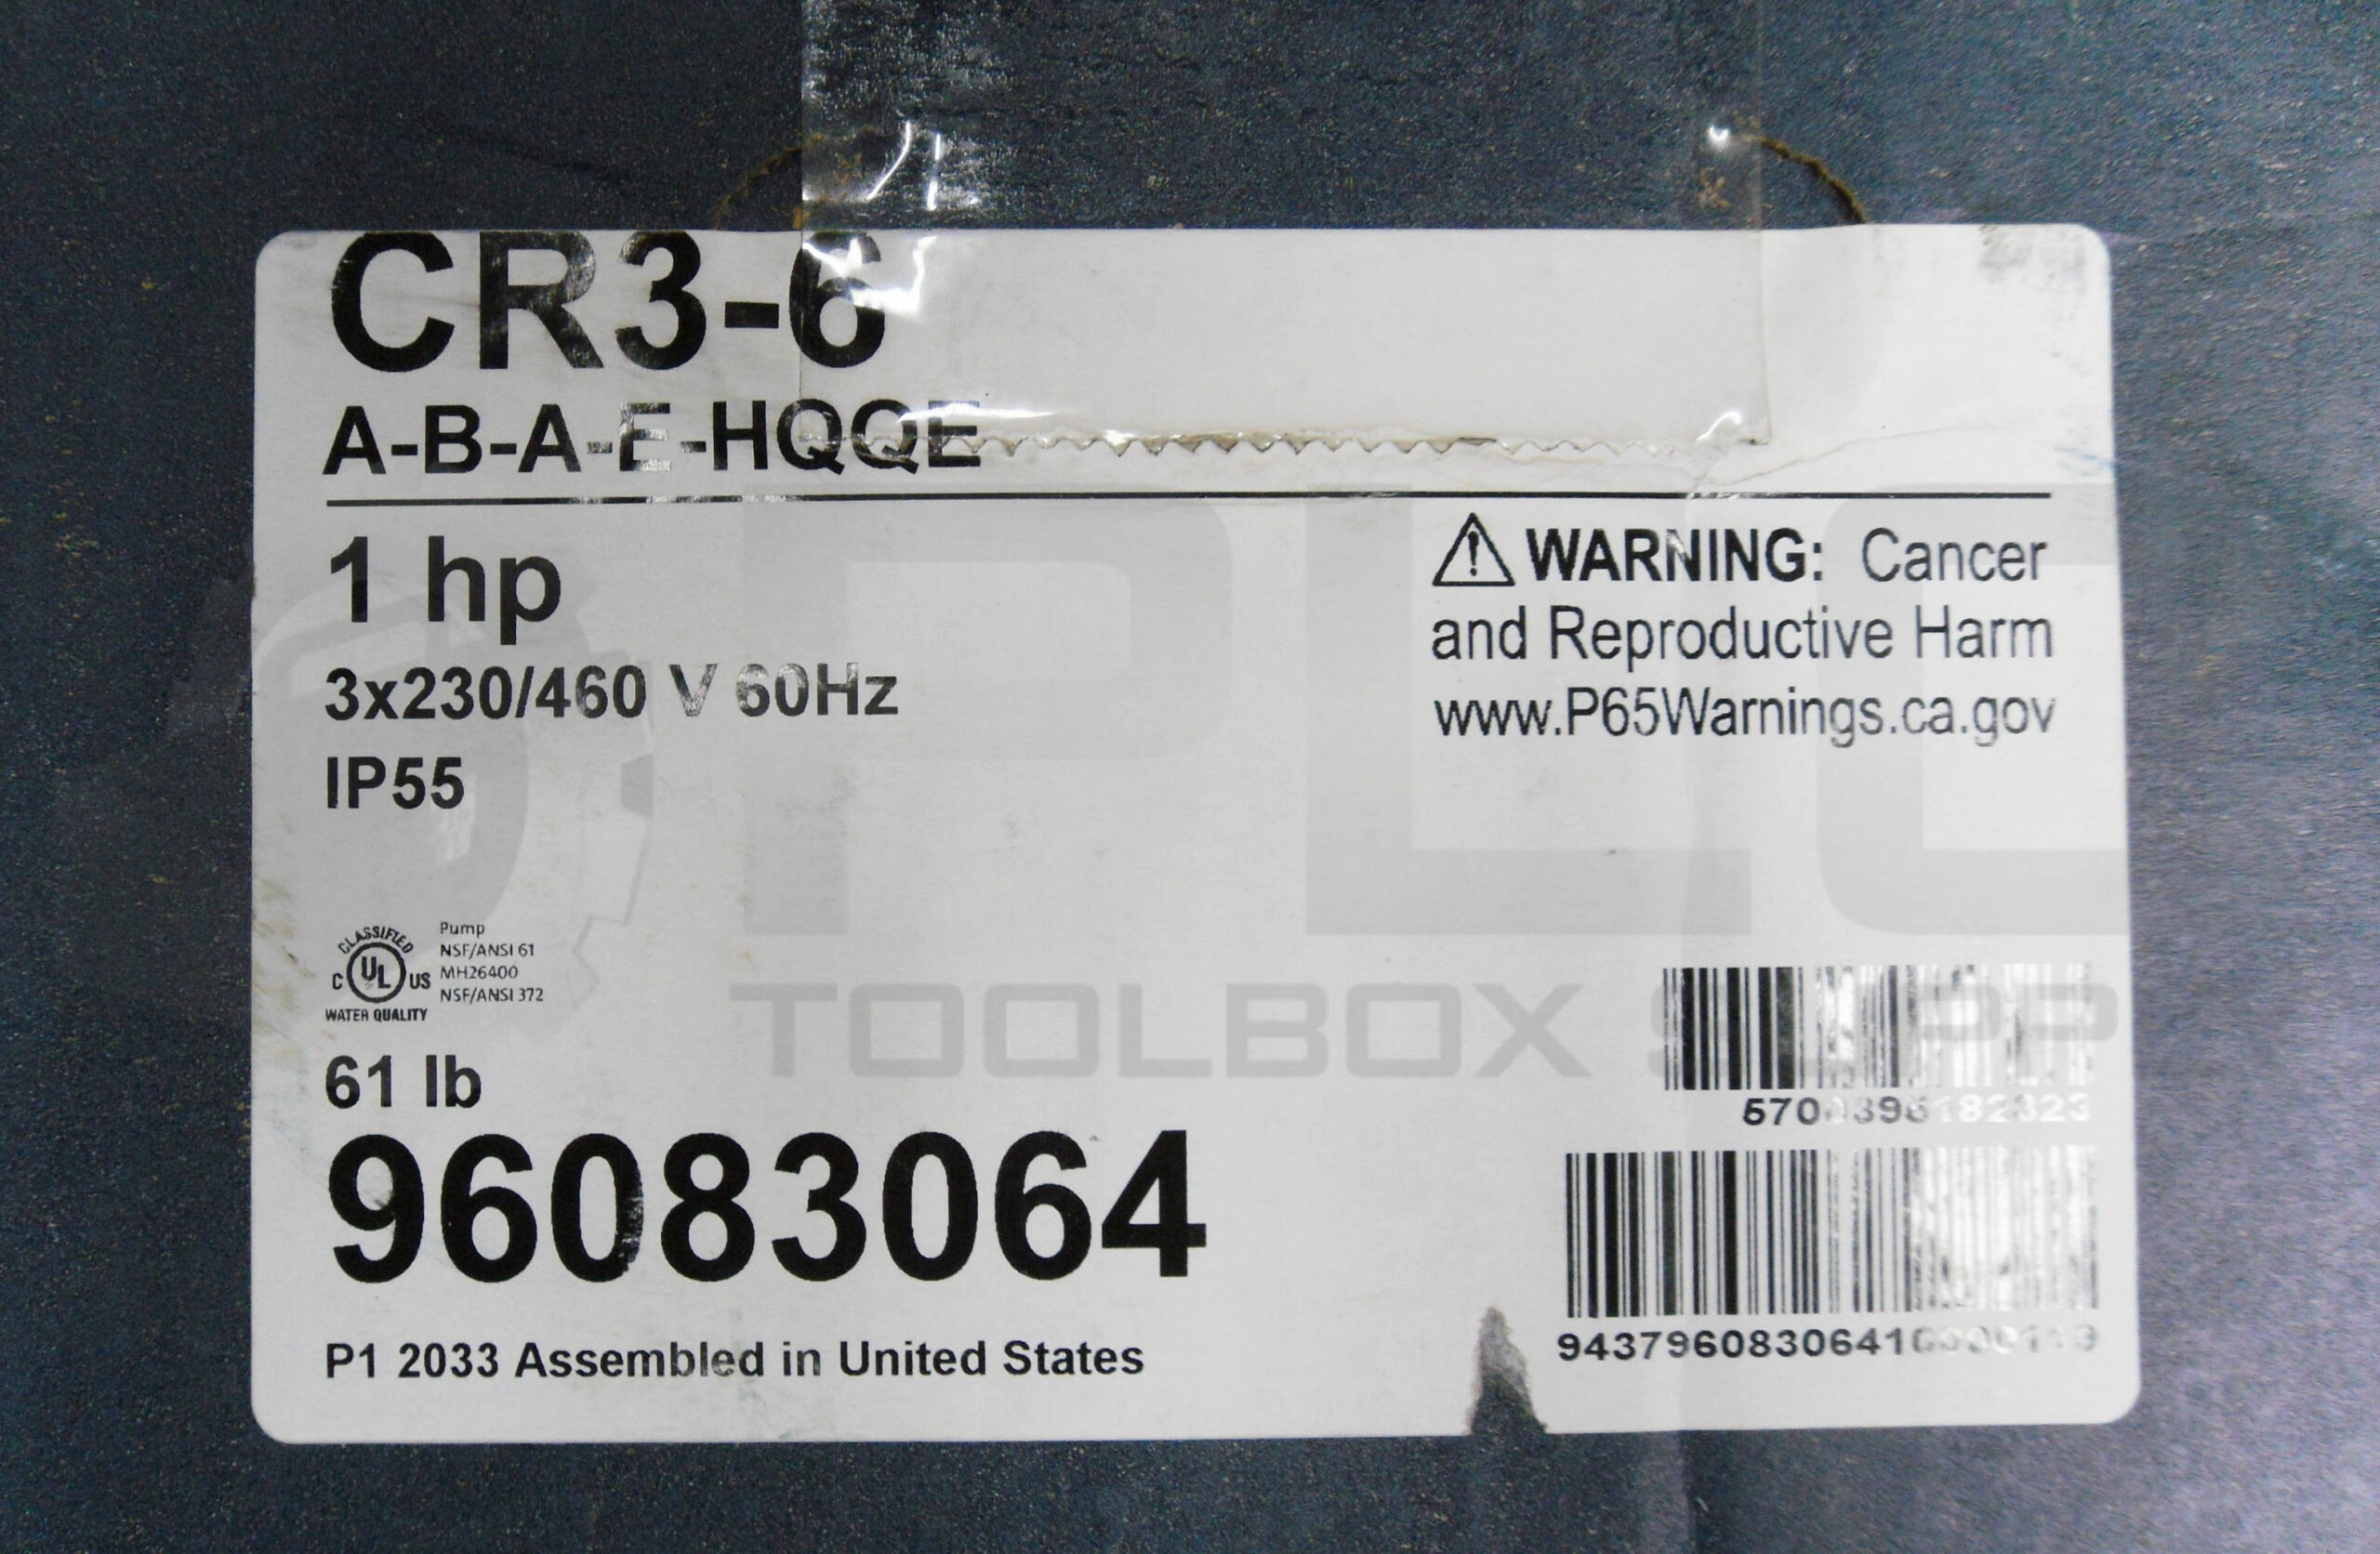 CR3-6
A-B-A-E-HQQE
1 hp
3x230/460 V 60Hz
IP55
⚠ WARNING: Cancer
and Reproductive Harm
www.P65Warnings.ca.gov
CLASSIFIED
C UL US
WATER QUALITY
Pump
NSF/ANSI 61
MH26400
NSF/ANSI 372
61 lb
96083064
P1 2033 Assembled in United States
PLC
TOOLBOX